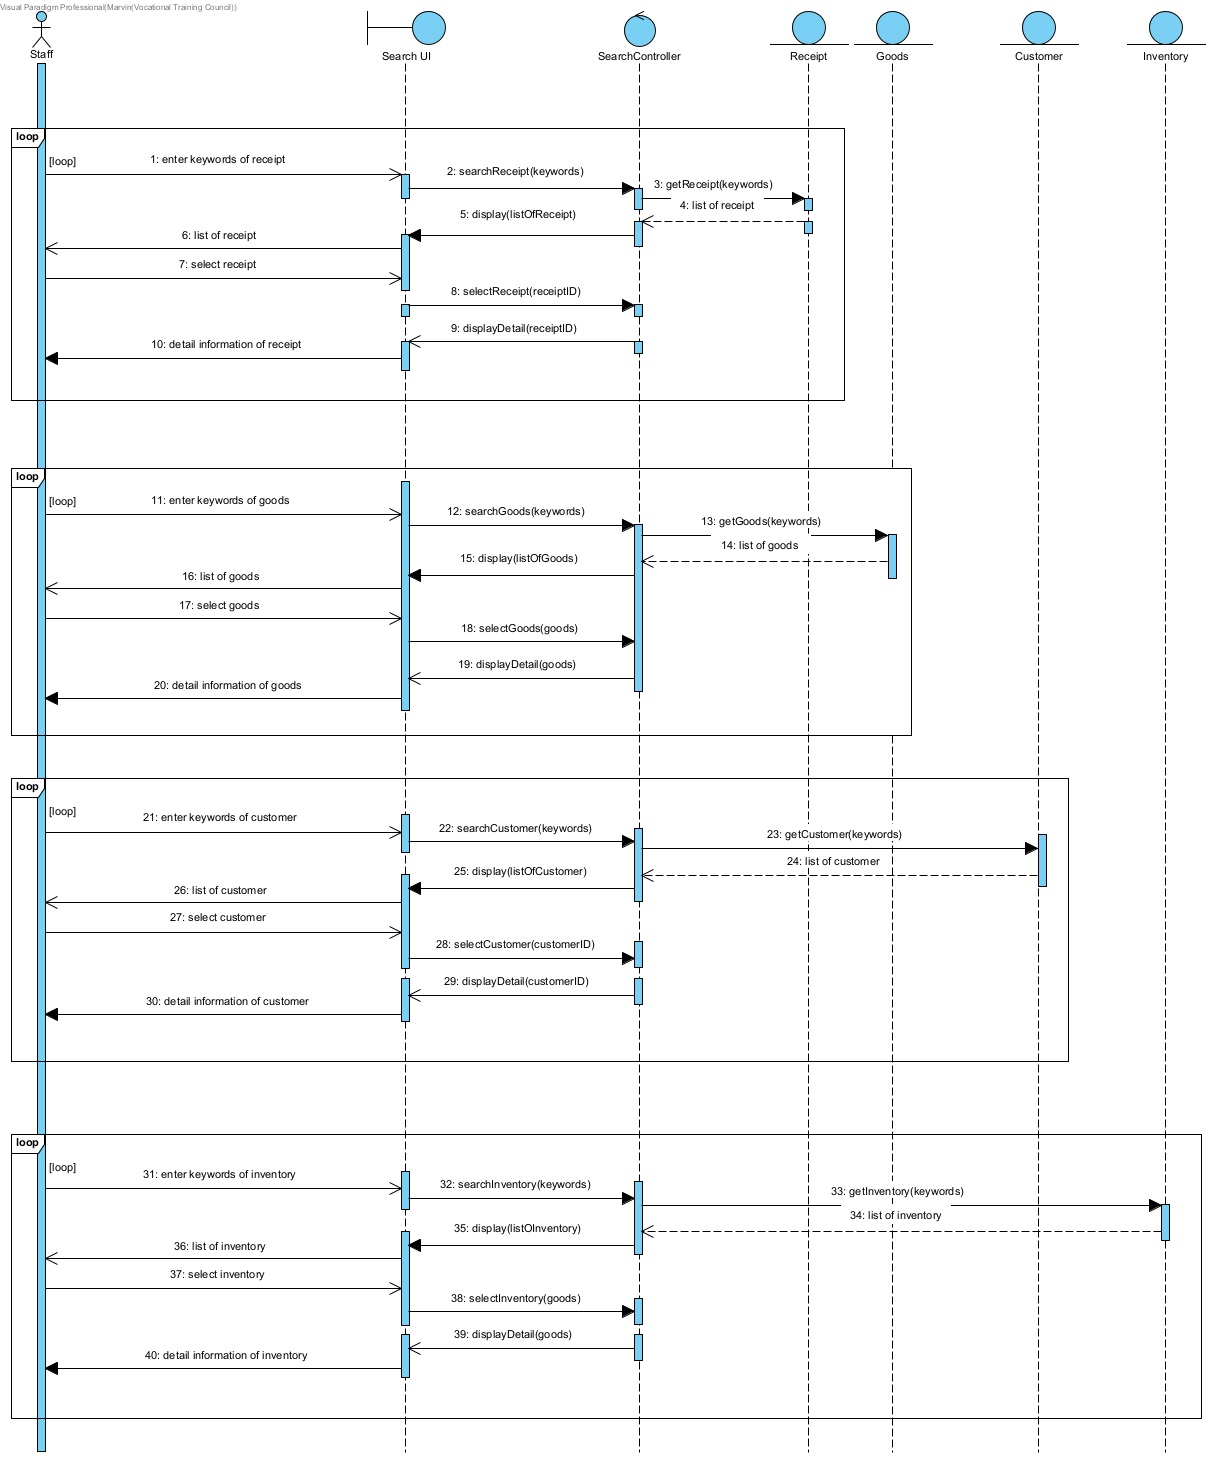 Visual Paradigm Professional(Marvin(Vocational Training Council))
Staff
Search UI
SearchController
Receipt
Goods
Customer
Inventory
loop
[loop]
1: enter keywords of receipt
2: searchReceipt(keywords)
3: getReceipt(keywords)
4: list of receipt
5: display(listOfReceipt)
6: list of receipt
7: select receipt
8: selectReceipt(receiptID)
9: displayDetail(receiptID)
10: detail information of receipt
loop
[loop]
11: enter keywords of goods
12: searchGoods(keywords)
13: getGoods(keywords)
14: list of goods
15: display(listOfGoods)
16: list of goods
17: select goods
18: selectGoods(goods)
19: displayDetail(goods)
20: detail information of goods
loop
[loop]
21: enter keywords of customer
22: searchCustomer(keywords)
23: getCustomer(keywords)
24: list of customer
25: display(listOfCustomer)
26: list of customer
27: select customer
28: selectCustomer(customerID)
29: displayDetail(customerID)
30: detail information of customer
loop
[loop]
31: enter keywords of inventory
32: searchInventory(keywords)
33: getInventory(keywords)
34: list of inventory
35: display(listOInventory)
36: list of inventory
37: select inventory
38: selectInventory(goods)
39: displayDetail(goods)
40: detail information of inventory